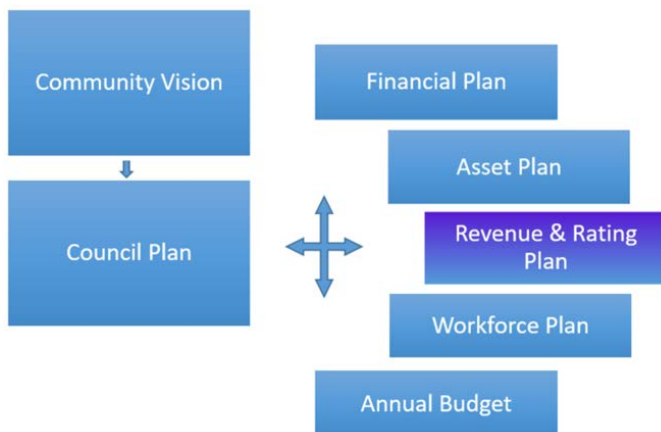 Community Vision
Council Plan
Financial Plan
Asset Plan
Revenue & Rating
Plan
Workforce Plan
Annual Budget